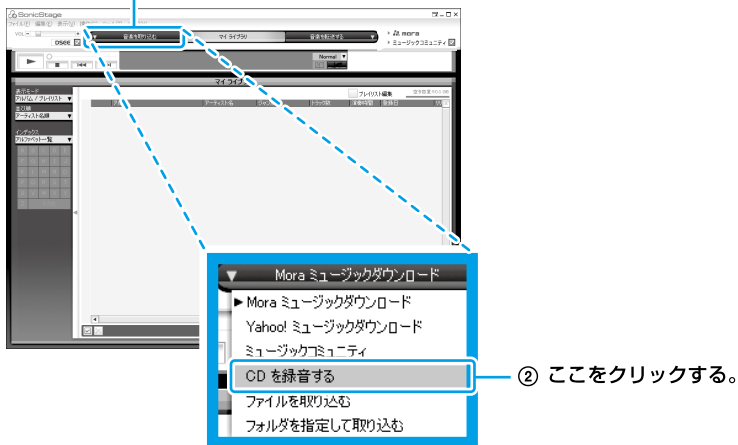 SonicStage
VOL
DSEE
音楽を取り込む
マイ ライブラリ
音楽を転送する
mora
ミュージックコミュニティ
Normal
マイ ライブ
表示モード
アルバム / プレイリスト
プレイリスト編集
並び順
アーティスト名順
アーティスト名
トラック数
演奏時間
登録日
インデックス
アルファベット一覧
Mora ミュージックダウンロード
Mora ミュージックダウンロード
Yahoo! ミュージックダウンロード
ミュージックコミュニティ
CD を録音する
② ここをクリックする。
ファイルを取り込む
フォルダを指定して取り込む